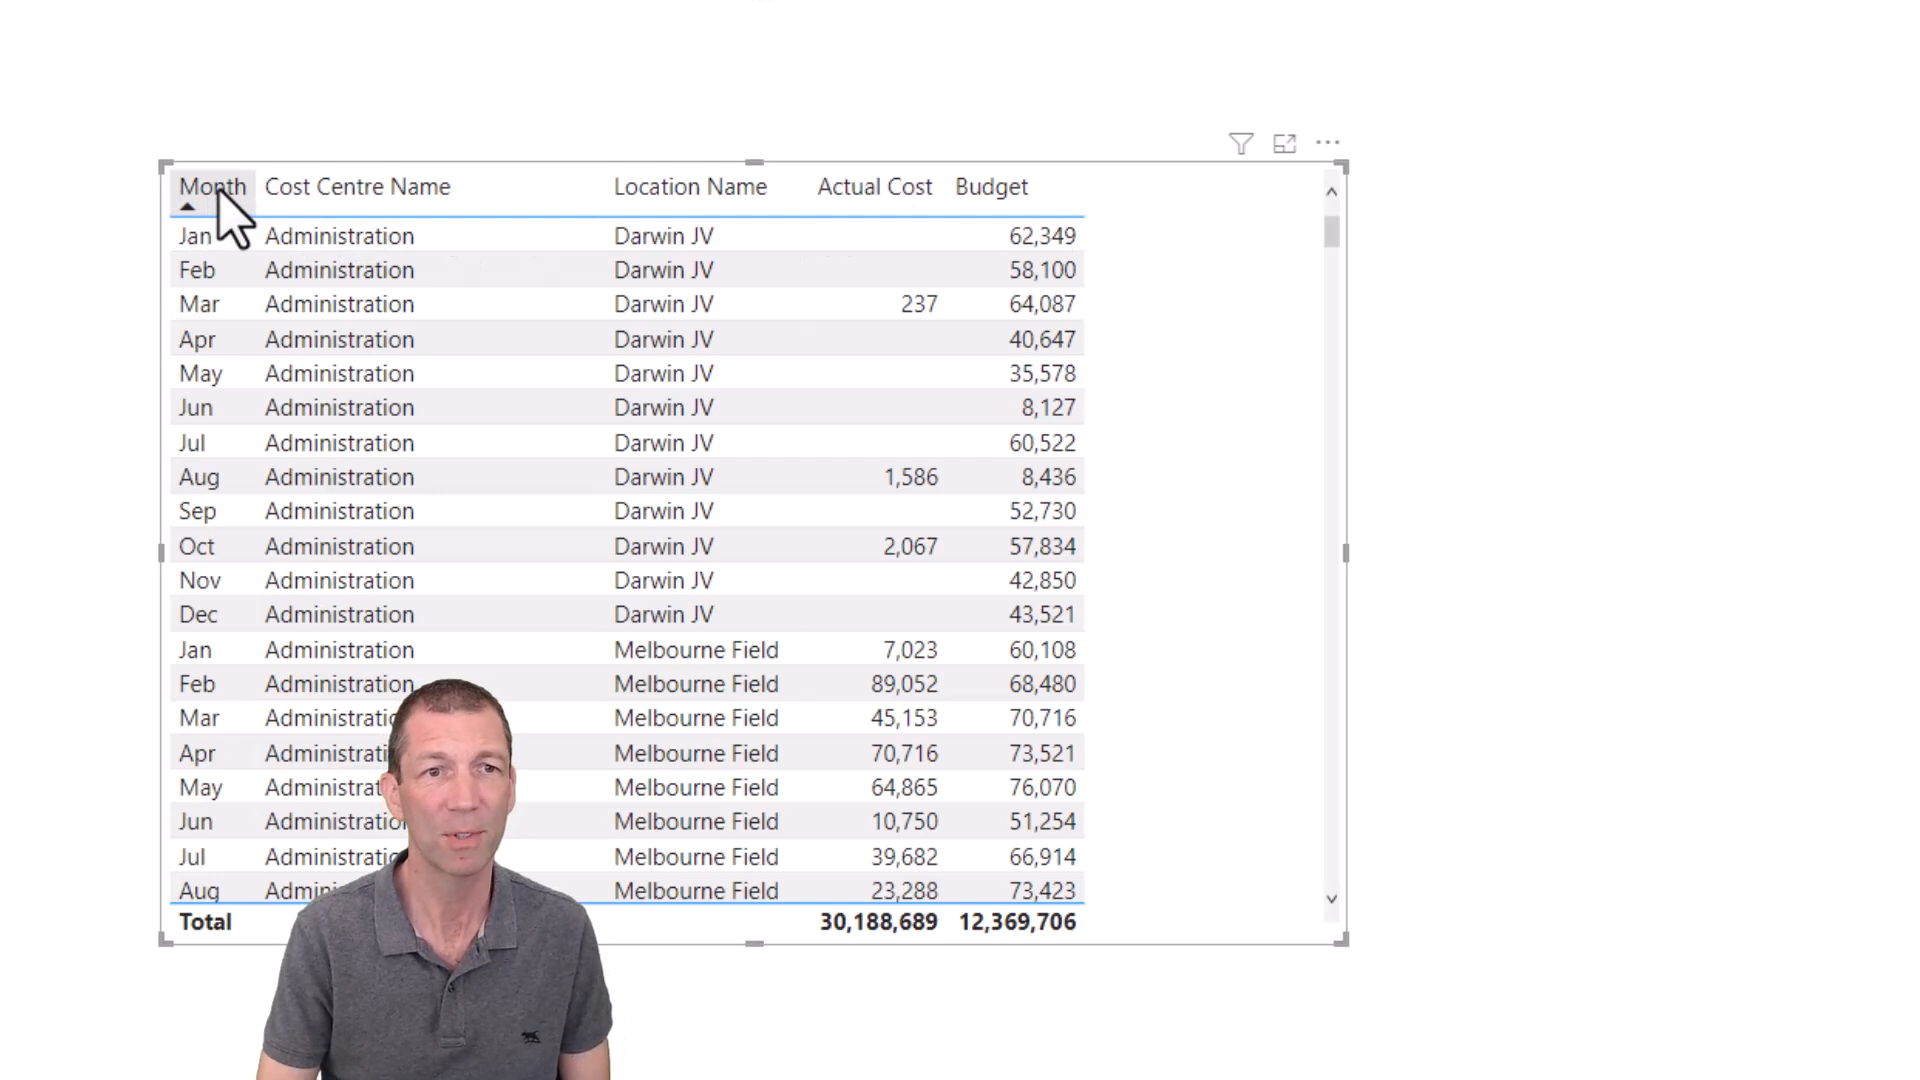 Month Cost Centre Name Location Name Actual Cost Budget
Jan Administration Darwin JV 62,349
Feb Administration Darwin JV 58,100
Mar Administration Darwin JV 237 64,087
Apr Administration Darwin JV 40,647
May Administration Darwin JV 35,578
Jun Administration Darwin JV 8,127
Jul Administration Darwin JV 60,522
Aug Administration Darwin JV 1,586 8,436
Sep Administration Darwin JV 52,730
Oct Administration Darwin JV 2,067 57,834
Nov Administration Darwin JV 42,850
Dec Administration Darwin JV 43,521
Jan Administration Melbourne Field 7,023 60,108
Feb Administration Melbourne Field 89,052 68,480
Mar Administratio Melbourne Field 45,153 70,716
Apr Administrati Melbourne Field 70,716 73,521
May Administrat Melbourne Field 64,865 76,070
Jun Administratio Melbourne Field 10,750 51,254
Jul Administratio Melbourne Field 39,682 66,914
Aug Admini Melbourne Field 23,288 73,423
Total 30,188,689 12,369,706